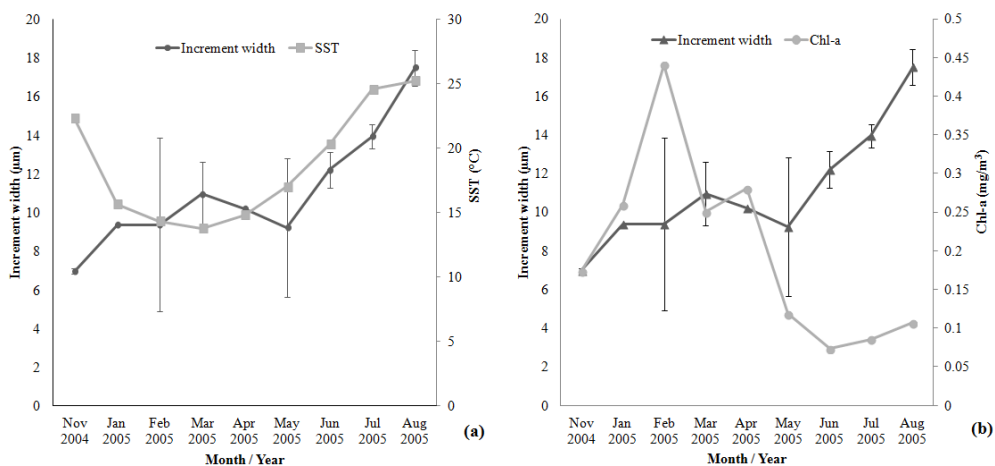 20
18
16
14
12
10
8
6
4
2
0
Increment width (µm)
Increment width
SST
30
25
20
15
10
5
0
SST (°C)
Nov 2004
Jan 2005
Feb 2005
Mar 2005
Apr 2005
May 2005
Jun 2005
Jul 2005
Aug 2005
Month / Year
(a)
20
18
16
14
12
10
8
6
4
2
0
Increment width (µm)
Increment width
Chl-a
0.5
0.45
0.4
0.35
0.3
0.25
0.2
0.15
0.1
0.05
0
Chl-a (mg/m³)
Nov 2004
Jan 2005
Feb 2005
Mar 2005
Apr 2005
May 2005
Jun 2005
Jul 2005
Aug 2005
Month / Year
(b)